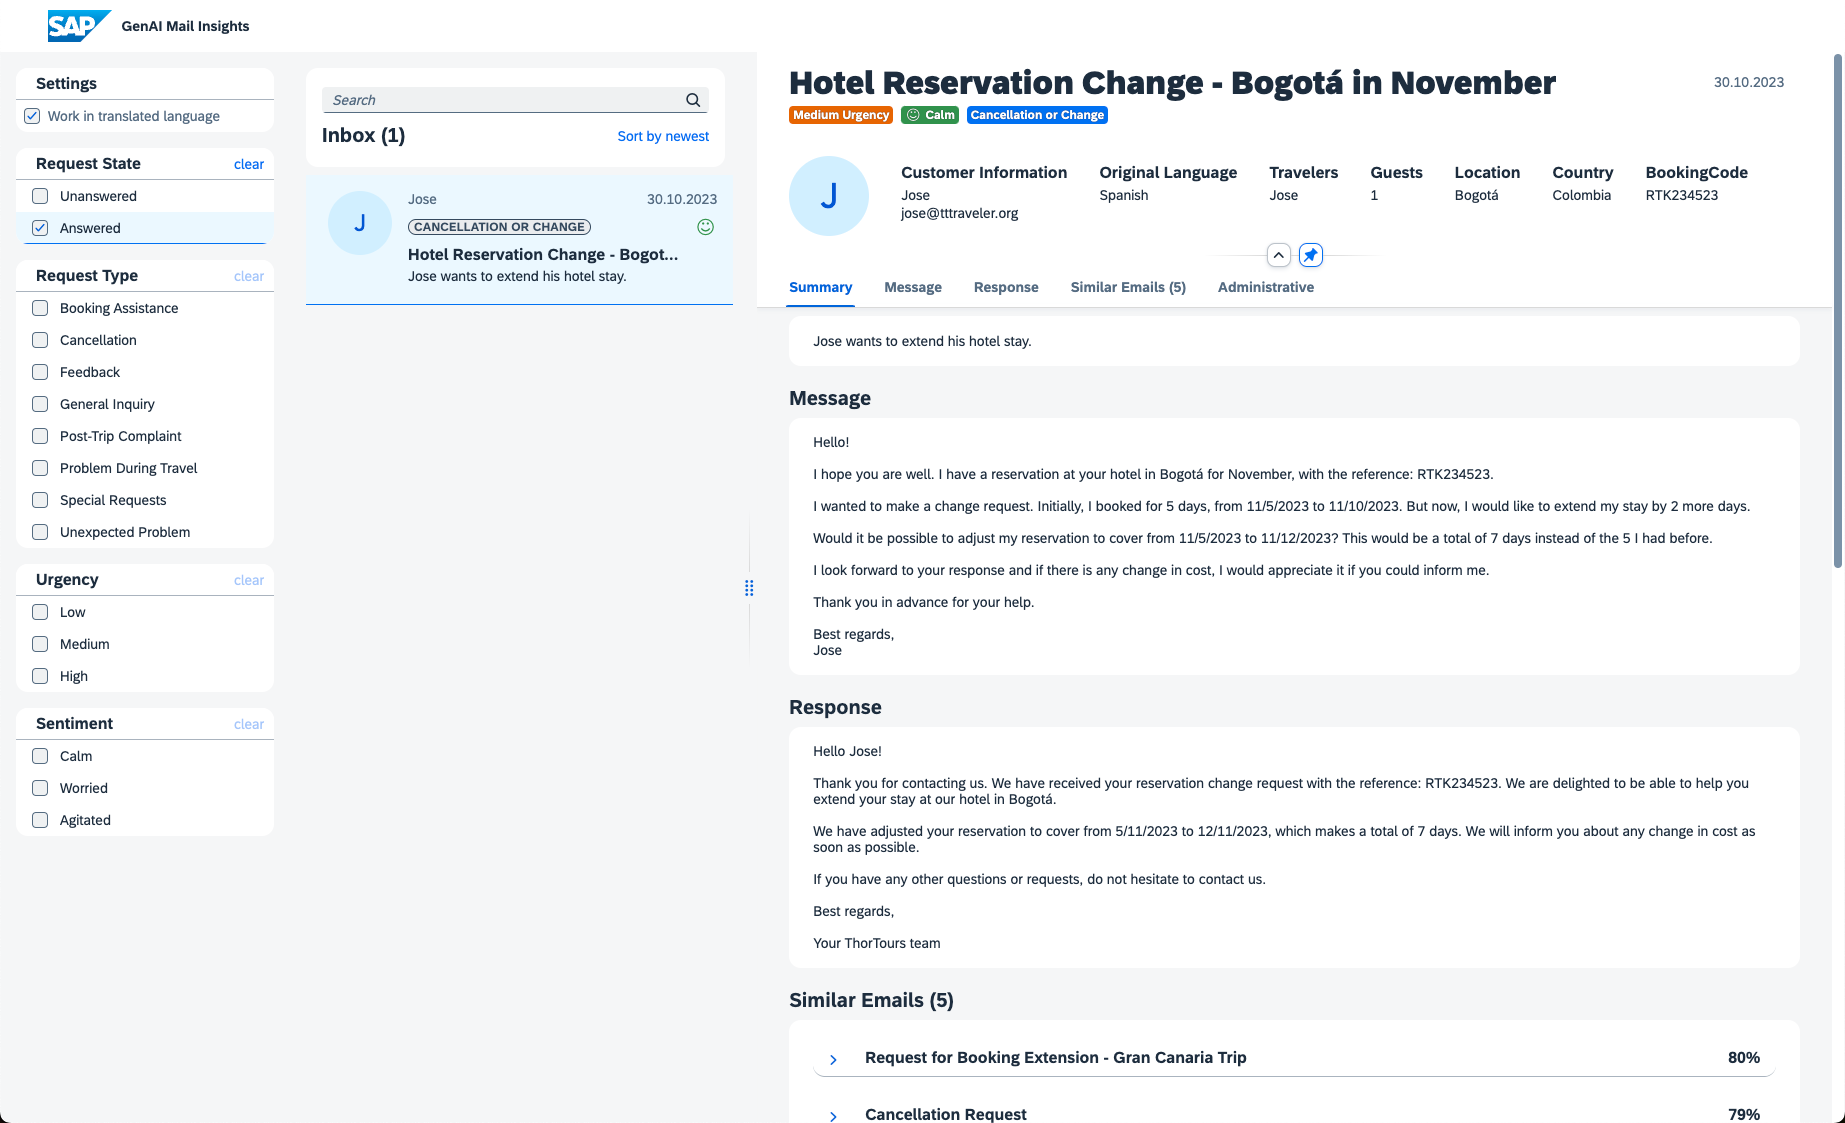 SAP
GenAI Mail Insights
Settings
Work in translated language
Request State
clear
Unanswered
Answered
Request Type
clear
Booking Assistance
Cancellation
Feedback
General Inquiry
Post-Trip Complaint
Problem During Travel
Special Requests
Unexpected Problem
Urgency
clear
Low
Medium
High
Sentiment
clear
Calm
Worried
Agitated
Search
Inbox (1)
Sort by newest
J
Jose
30.10.2023
CANCELLATION OR CHANGE
Hotel Reservation Change - Bogot...
Jose wants to extend his hotel stay.
Hotel Reservation Change - Bogotá in November
30.10.2023
Medium Urgency
Calm
Cancellation or Change
J
Customer Information
Jose
jose@tttraveler.org
Original Language
Spanish
Travelers
Jose
Guests
1
Location
Bogotá
Country
Colombia
BookingCode
RTK234523
Summary
Message
Response
Similar Emails (5)
Administrative
Jose wants to extend his hotel stay.
Message
Hello!
I hope you are well. I have a reservation at your hotel in Bogotá for November, with the reference: RTK234523.
I wanted to make a change request. Initially, I booked for 5 days, from 11/5/2023 to 11/10/2023. But now, I would like to extend my stay by 2 more days.
Would it be possible to adjust my reservation to cover from 11/5/2023 to 11/12/2023? This would be a total of 7 days instead of the 5 I had before.
I look forward to your response and if there is any change in cost, I would appreciate it if you could inform me.
Thank you in advance for your help.
Best regards,
Jose
Response
Hello Jose!
Thank you for contacting us. We have received your reservation change request with the reference: RTK234523. We are delighted to be able to help you
extend your stay at our hotel in Bogotá.
We have adjusted your reservation to cover from 5/11/2023 to 12/11/2023, which makes a total of 7 days. We will inform you about any change in cost as
soon as possible.
If you have any other questions or requests, do not hesitate to contact us.
Best regards,
Your ThorTours team
Similar Emails (5)
Request for Booking Extension - Gran Canaria Trip
80%
Cancellation Request
79%